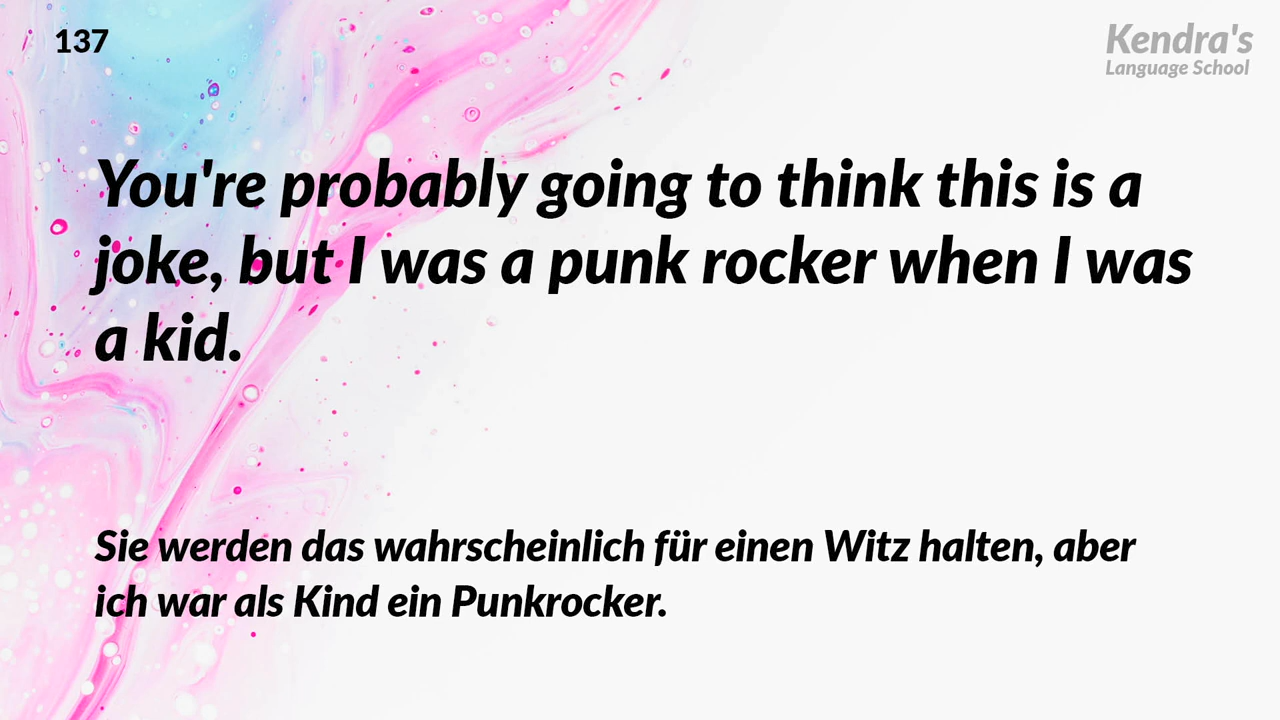 137
Kendra's
Language School
You're probably going to think this is a
joke, but I was a punk rocker when I was
a kid.
Sie werden das wahrscheinlich für einen Witz halten, aber
ich war als Kind ein Punkrocker.